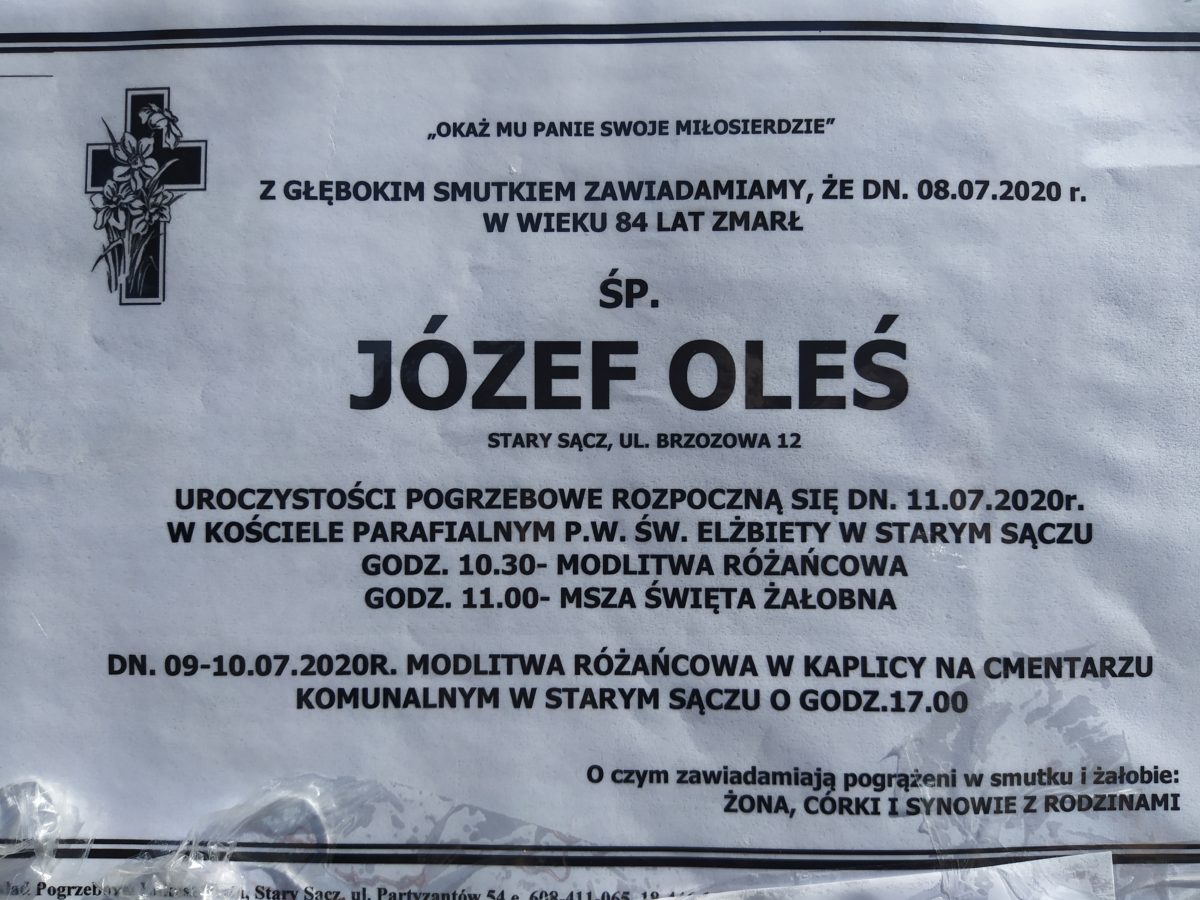 „OKAŻ MU PANIE SWOJE MIŁOSIERDZIE”
Z GŁĘBOKIM SMUTKIEM ZAWIADAMIAMY, ŻE DN. 08.07.2020 r.
W WIEKU 84 LAT ZMARŁ
ŚP.
JÓZEF OLEŚ
STARY SĄCZ, UL. BRZOZOWA 12
UROCZYSTOŚCI POGRZEBOWE ROZPOCZNĄ SIĘ DN. 11.07.2020r.
W KOŚCIELE PARAFIALNYM P.W. ŚW. ELŻBIETY W STARYM SĄCZU
GODZ. 10.30- MODLITWA RÓŻAŃCOWA
GODZ. 11.00- MSZA ŚWIĘTA ŻAŁOBNA
DN. 09-10.07.2020R. MODLITWA RÓŻAŃCOWA W KAPLICY NA CMENTARZU
KOMUNALNYM W STARYM SĄCZU O GODZ.17.00
O czym zawiadamiają pogrążeni w smutku i żałobie:
ŻONA, CÓRKI I SYNOWIE Z RODZINAMI
Stary Sącz, ul. Partyzantów 54 608-411-065